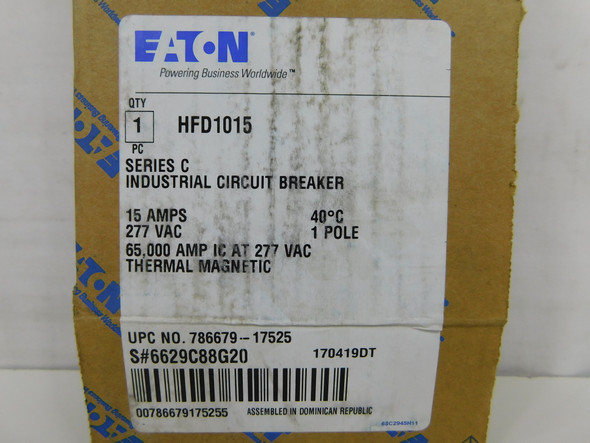 EATON
Powering Business Worldwide™
QTY
1 HFD1015
PC
SERIES C
INDUSTRIAL CIRCUIT BREAKER
15 AMPS 40°C
277 VAC 1 POLE
65,000 AMP IC AT 277 VAC
THERMAL MAGNETIC
UPC NO. 786679-17525
S#6629C88G20 170419DT
00786679175255 ASSEMBLED IN DOMINICAN REPUBLIC